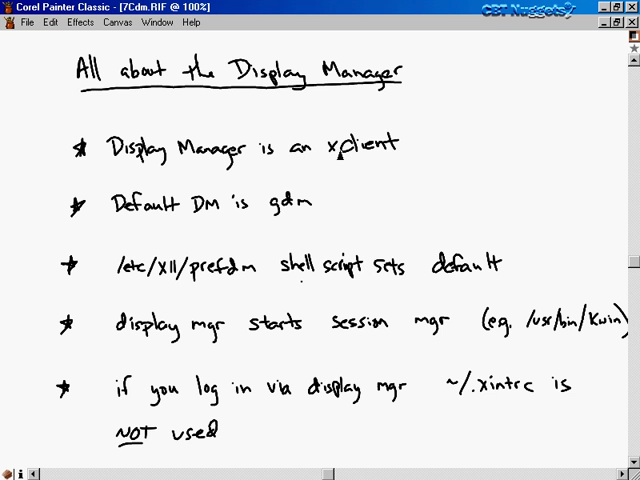 Corel Painter Classic - [7Cdm.RIF @ 100%]
CBT Nuggets
File Edit Effects Canvas Window Help
All about the Display Manager
* Display Manager is an xclient
* Default DM is gdm
* /etc/X11/prefdm shell script sets default
* display mgr starts session mgr (eg. /usr/bin/kwin)
* if you log in via display mgr ~/.xintrc is
NOT used